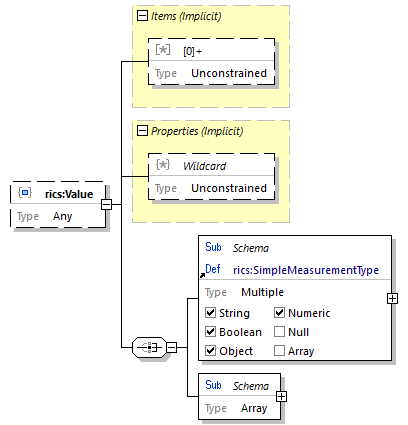 Items (Implicit)
[0]+
Type Unconstrained
Properties (Implicit)
Wildcard
Type Unconstrained
rics:Value
Type Any
Sub Schema
Def rics:SimpleMeasurementType
Type Multiple
String Numeric
Boolean Null
Object Array
Sub Schema
Type Array